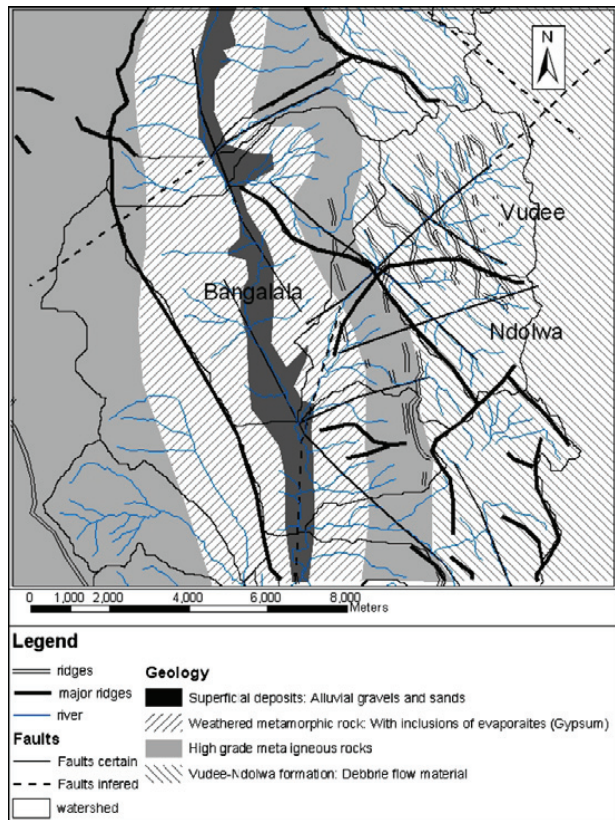 N
Vudee
Bangalala
Ndolwa
0 1,000 2,000 4,000 6,000 8,000
Meters
Legend
ridges
major ridges
river
Faults
Faults certain
Faults infered
watershed
Geology
Superficial deposits: Alluvial gravels and sands
Weathered metamorphic rock: With inclusions of evaporaites (Gypsum)
High grade meta igneous rocks
Vudee-Ndolwa formation: Debbrie flow material